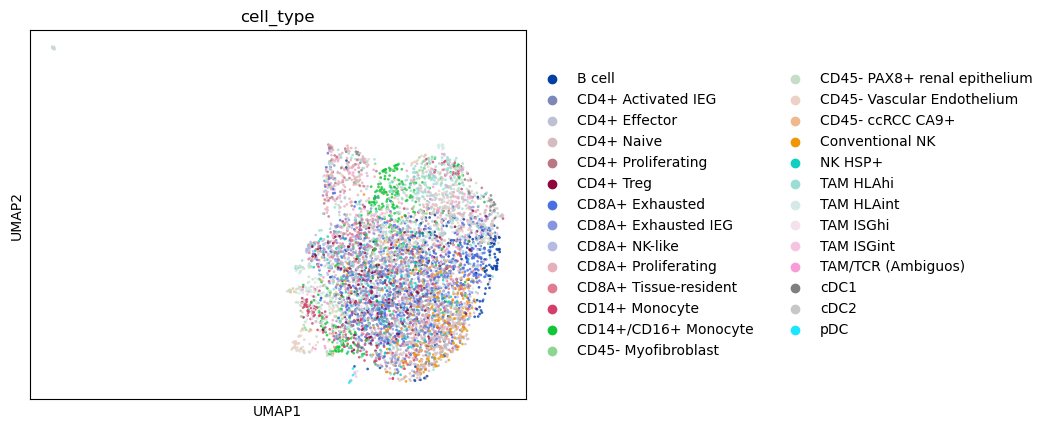 cell_type
UMAP2
UMAP1
B cell
CD4+ Activated IEG
CD4+ Effector
CD4+ Naive
CD4+ Proliferating
CD4+ Treg
CD8A+ Exhausted
CD8A+ Exhausted IEG
CD8A+ NK-like
CD8A+ Proliferating
CD8A+ Tissue-resident
CD14+ Monocyte
CD14+/CD16+ Monocyte
CD45- Myofibroblast
CD45- PAX8+ renal epithelium
CD45- Vascular Endothelium
CD45- ccRCC CA9+
Conventional NK
NK HSP+
TAM HLAhi
TAM HLAint
TAM ISGhi
TAM ISGint
TAM/TCR (Ambiguos)
cDC1
cDC2
pDC